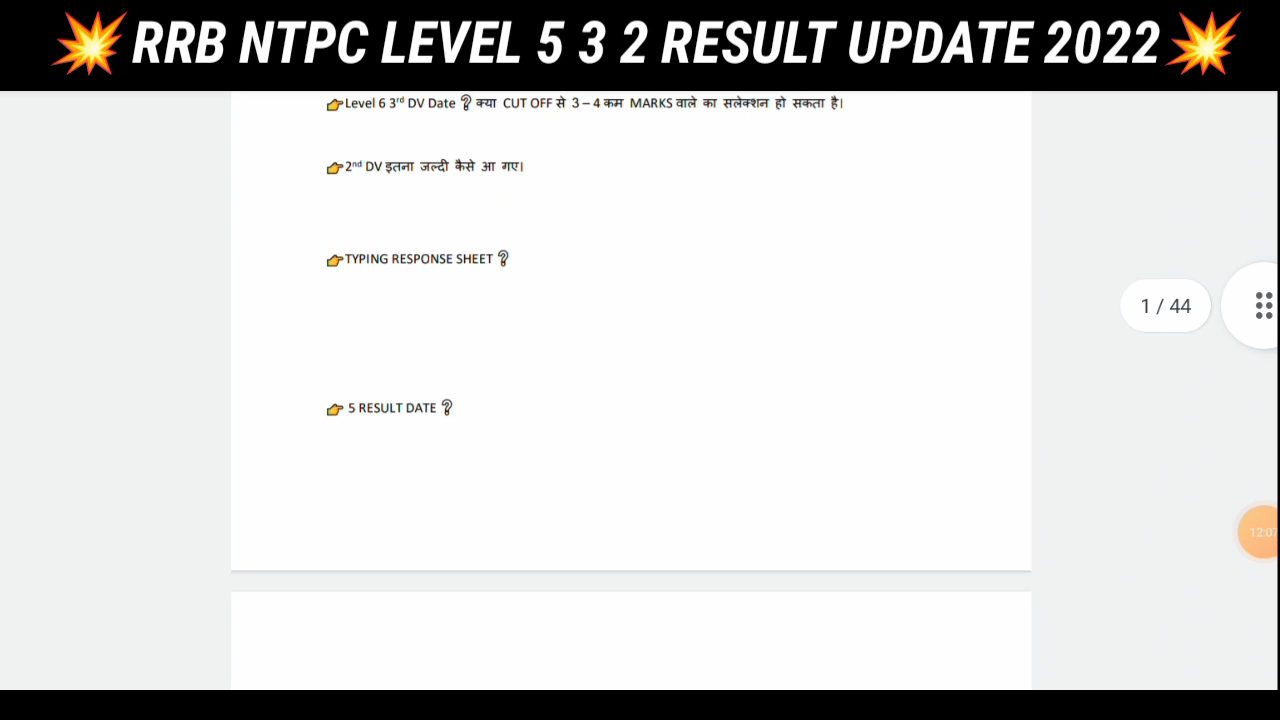 💥RRB NTPC LEVEL 5 3 2 RESULT UPDATE 2022💥
👉Level 6 3rd DV Date ? क्या CUT OFF से 3 – 4 कम MARKS वाले का सलेक्शन हो सकता है।
👉2nd DV इतना जल्दी कैसे आ गए।
👉TYPING RESPONSE SHEET ?
1 / 44
👉 5 RESULT DATE ?
12:07